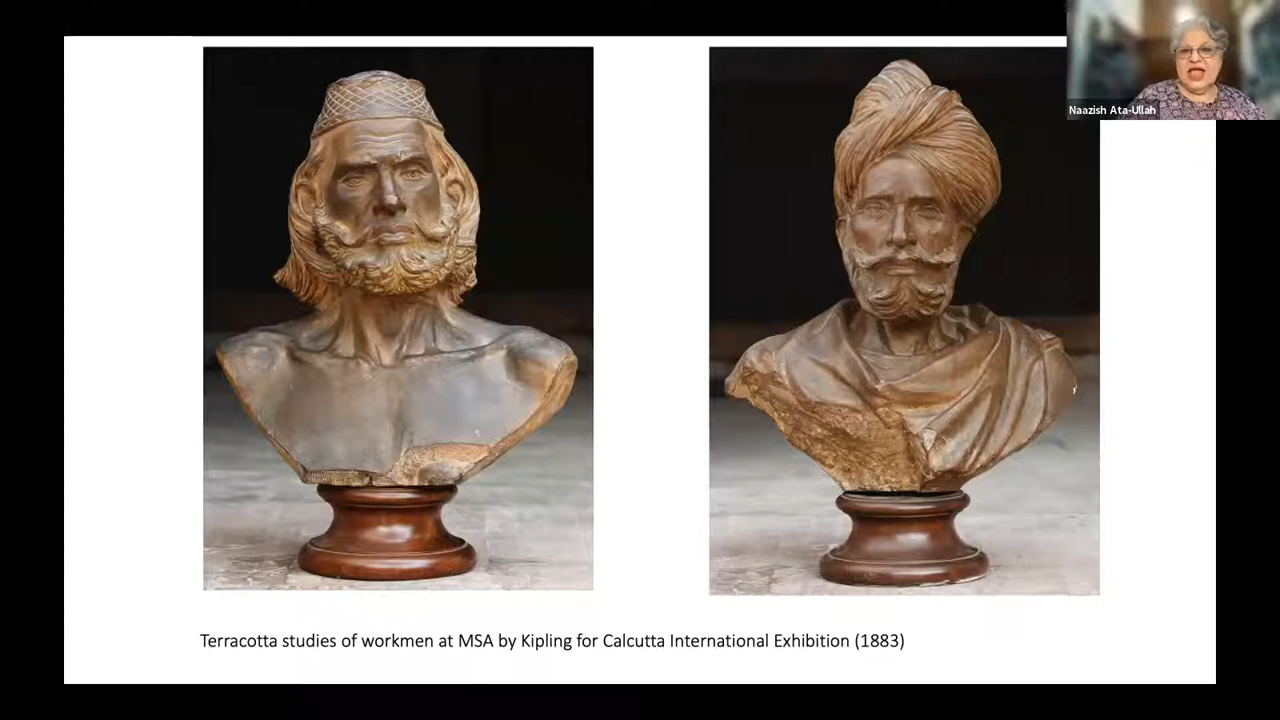 Naazish Ata-Ullah
Terracotta studies of workmen at MSA by Kipling for Calcutta International Exhibition (1883)